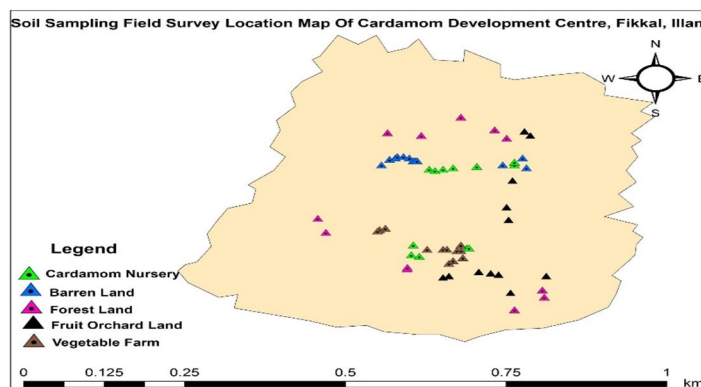 Soil Sampling Field Survey Location Map Of Cardamom Development Centre, Fikkal, Illam
N
W E
S
Legend
Cardamom Nursery
Barren Land
Forest Land
Fruit Orchard Land
Vegetable Farm
0 0.125 0.25 0.5 0.75 1
km